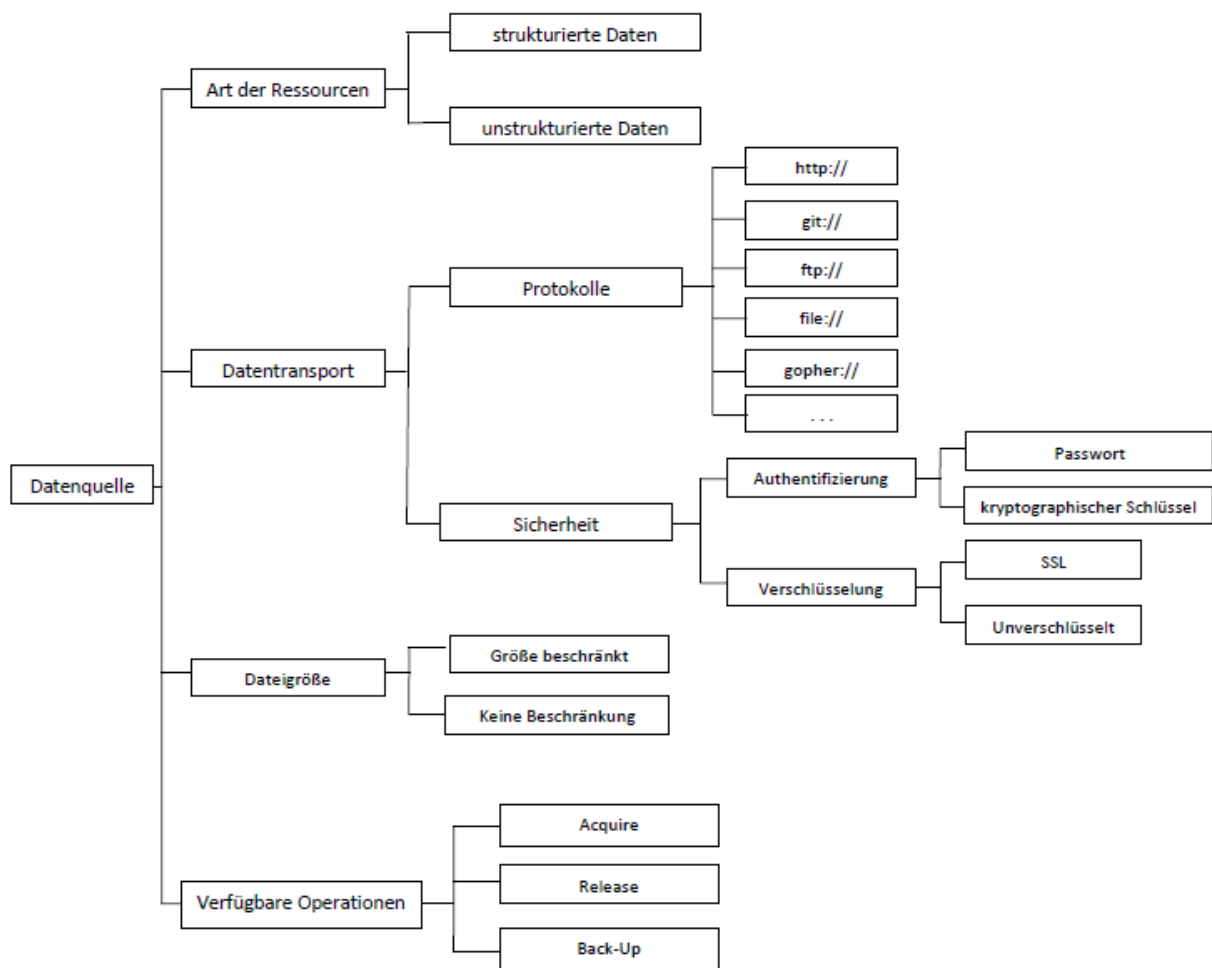 strukturierte Daten
Art der Ressourcen
unstrukturierte Daten
http://
git://
ftp://
Protokolle
file://
Datentransport
gopher://
. . .
Passwort
Authentifizierung
Datenquelle
kryptographischer Schlüssel
Sicherheit
SSL
Verschlüsselung
Unverschlüsselt
Größe beschränkt
Dateigröße
Keine Beschränkung
Acquire
Release
Verfügbare Operationen
Back-Up